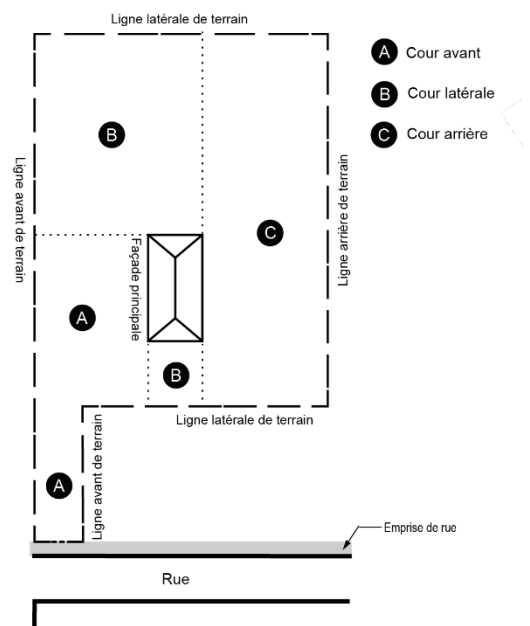 Ligne latérale de terrain
A Cour avant
B Cour latérale
C Cour arrière
B
Ligne avant de terrain
Façade principale
C
Ligne arrière de terrain
A
B
Ligne latérale de terrain
Ligne avant de terrain
A
Emprise de rue
Rue